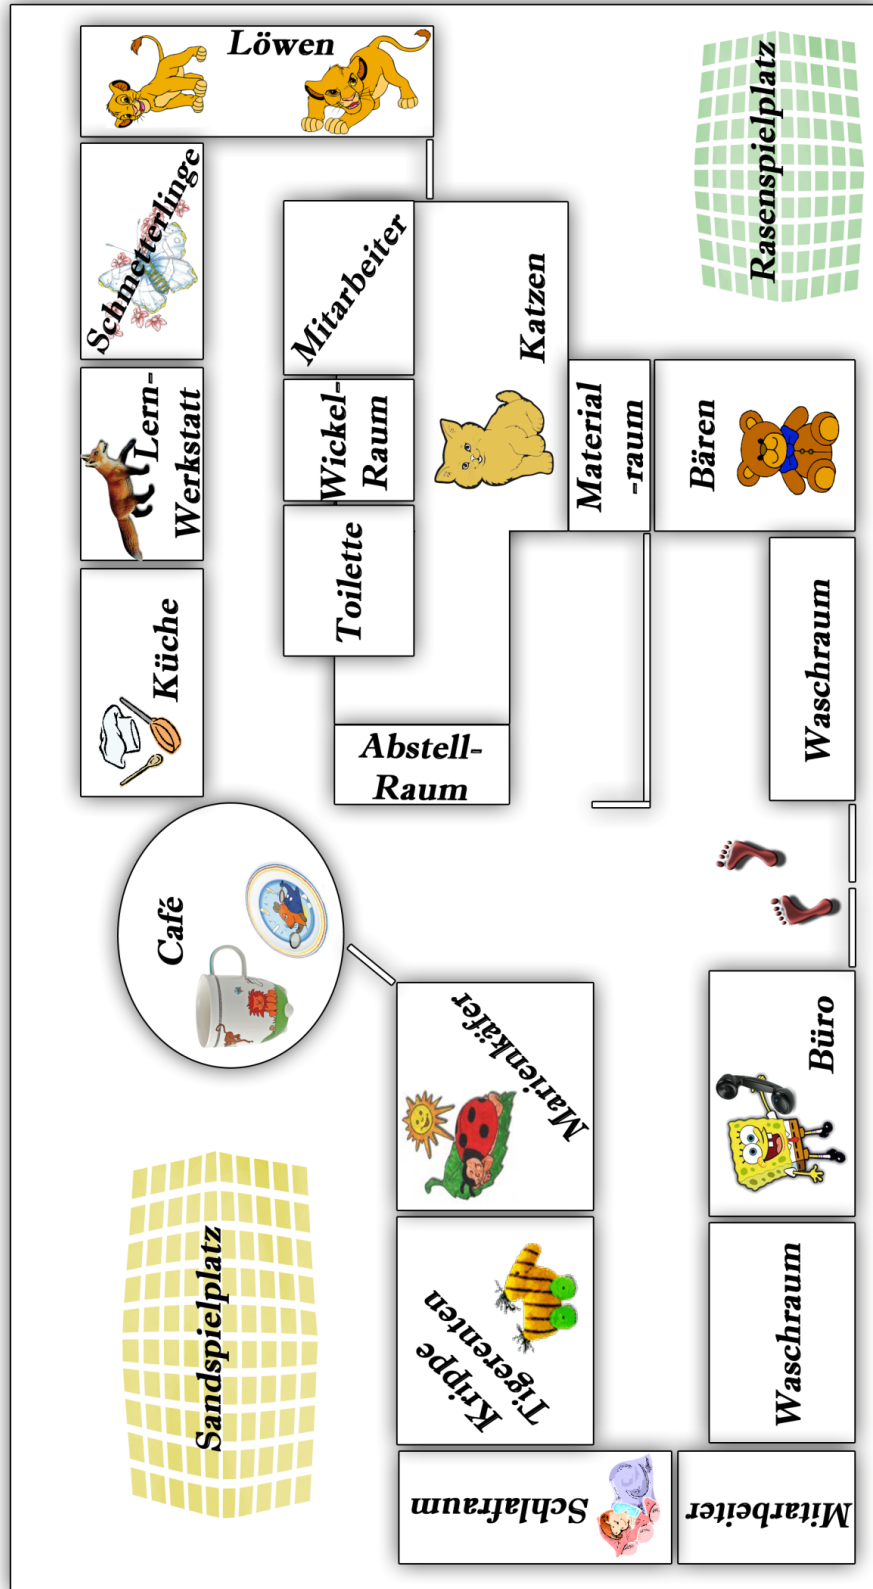 Löwen
Rasenspielplatz
Schmetterlinge
Mitarbeiter
Katzen
Lern-
Werkstatt
Wickel-
Raum
Material
-raum
Bären
Toilette
Küche
Waschraum
Abstell-
Raum
Café
Marienkäfer
Büro
Sandspielplatz
Krippe
Tigerenten
Waschraum
Schlafraum
Mitarbeiter